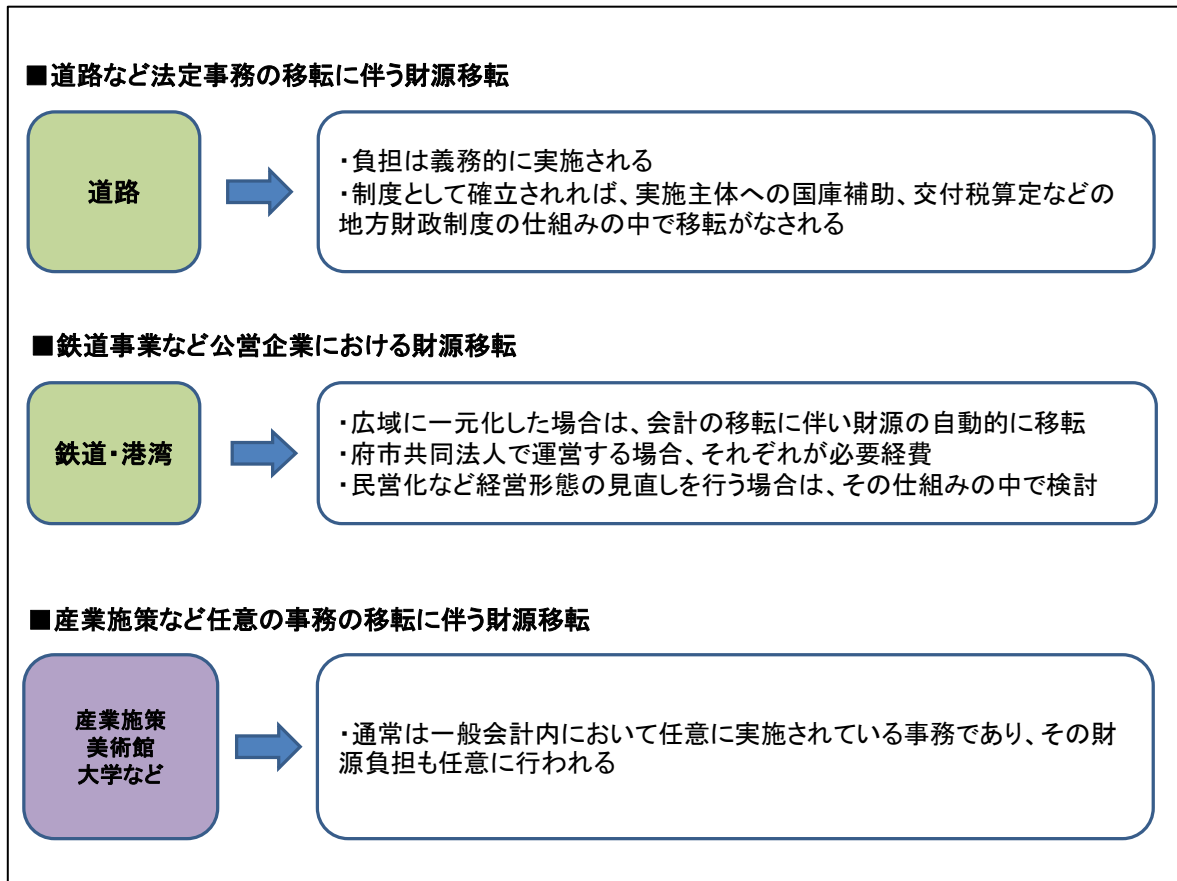 ■道路など法定事務の移転に伴う財源移転
道路
・負担は義務的に実施される
・制度として確立されれば、実施主体への国庫補助、交付税算定などの
地方財政制度の仕組みの中で移転がなされる
■鉄道事業など公営企業における財源移転
鉄道・港湾
・広域に一元化した場合は、会計の移転に伴い財源の自動的に移転
・府市共同法人で運営する場合、それぞれが必要経費
・民営化など経営形態の見直しを行う場合は、その仕組みの中で検討
■産業施策など任意の事務の移転に伴う財源移転
産業施策
美術館
大学など
・通常は一般会計内において任意に実施されている事務であり、その財
源負担も任意に行われる